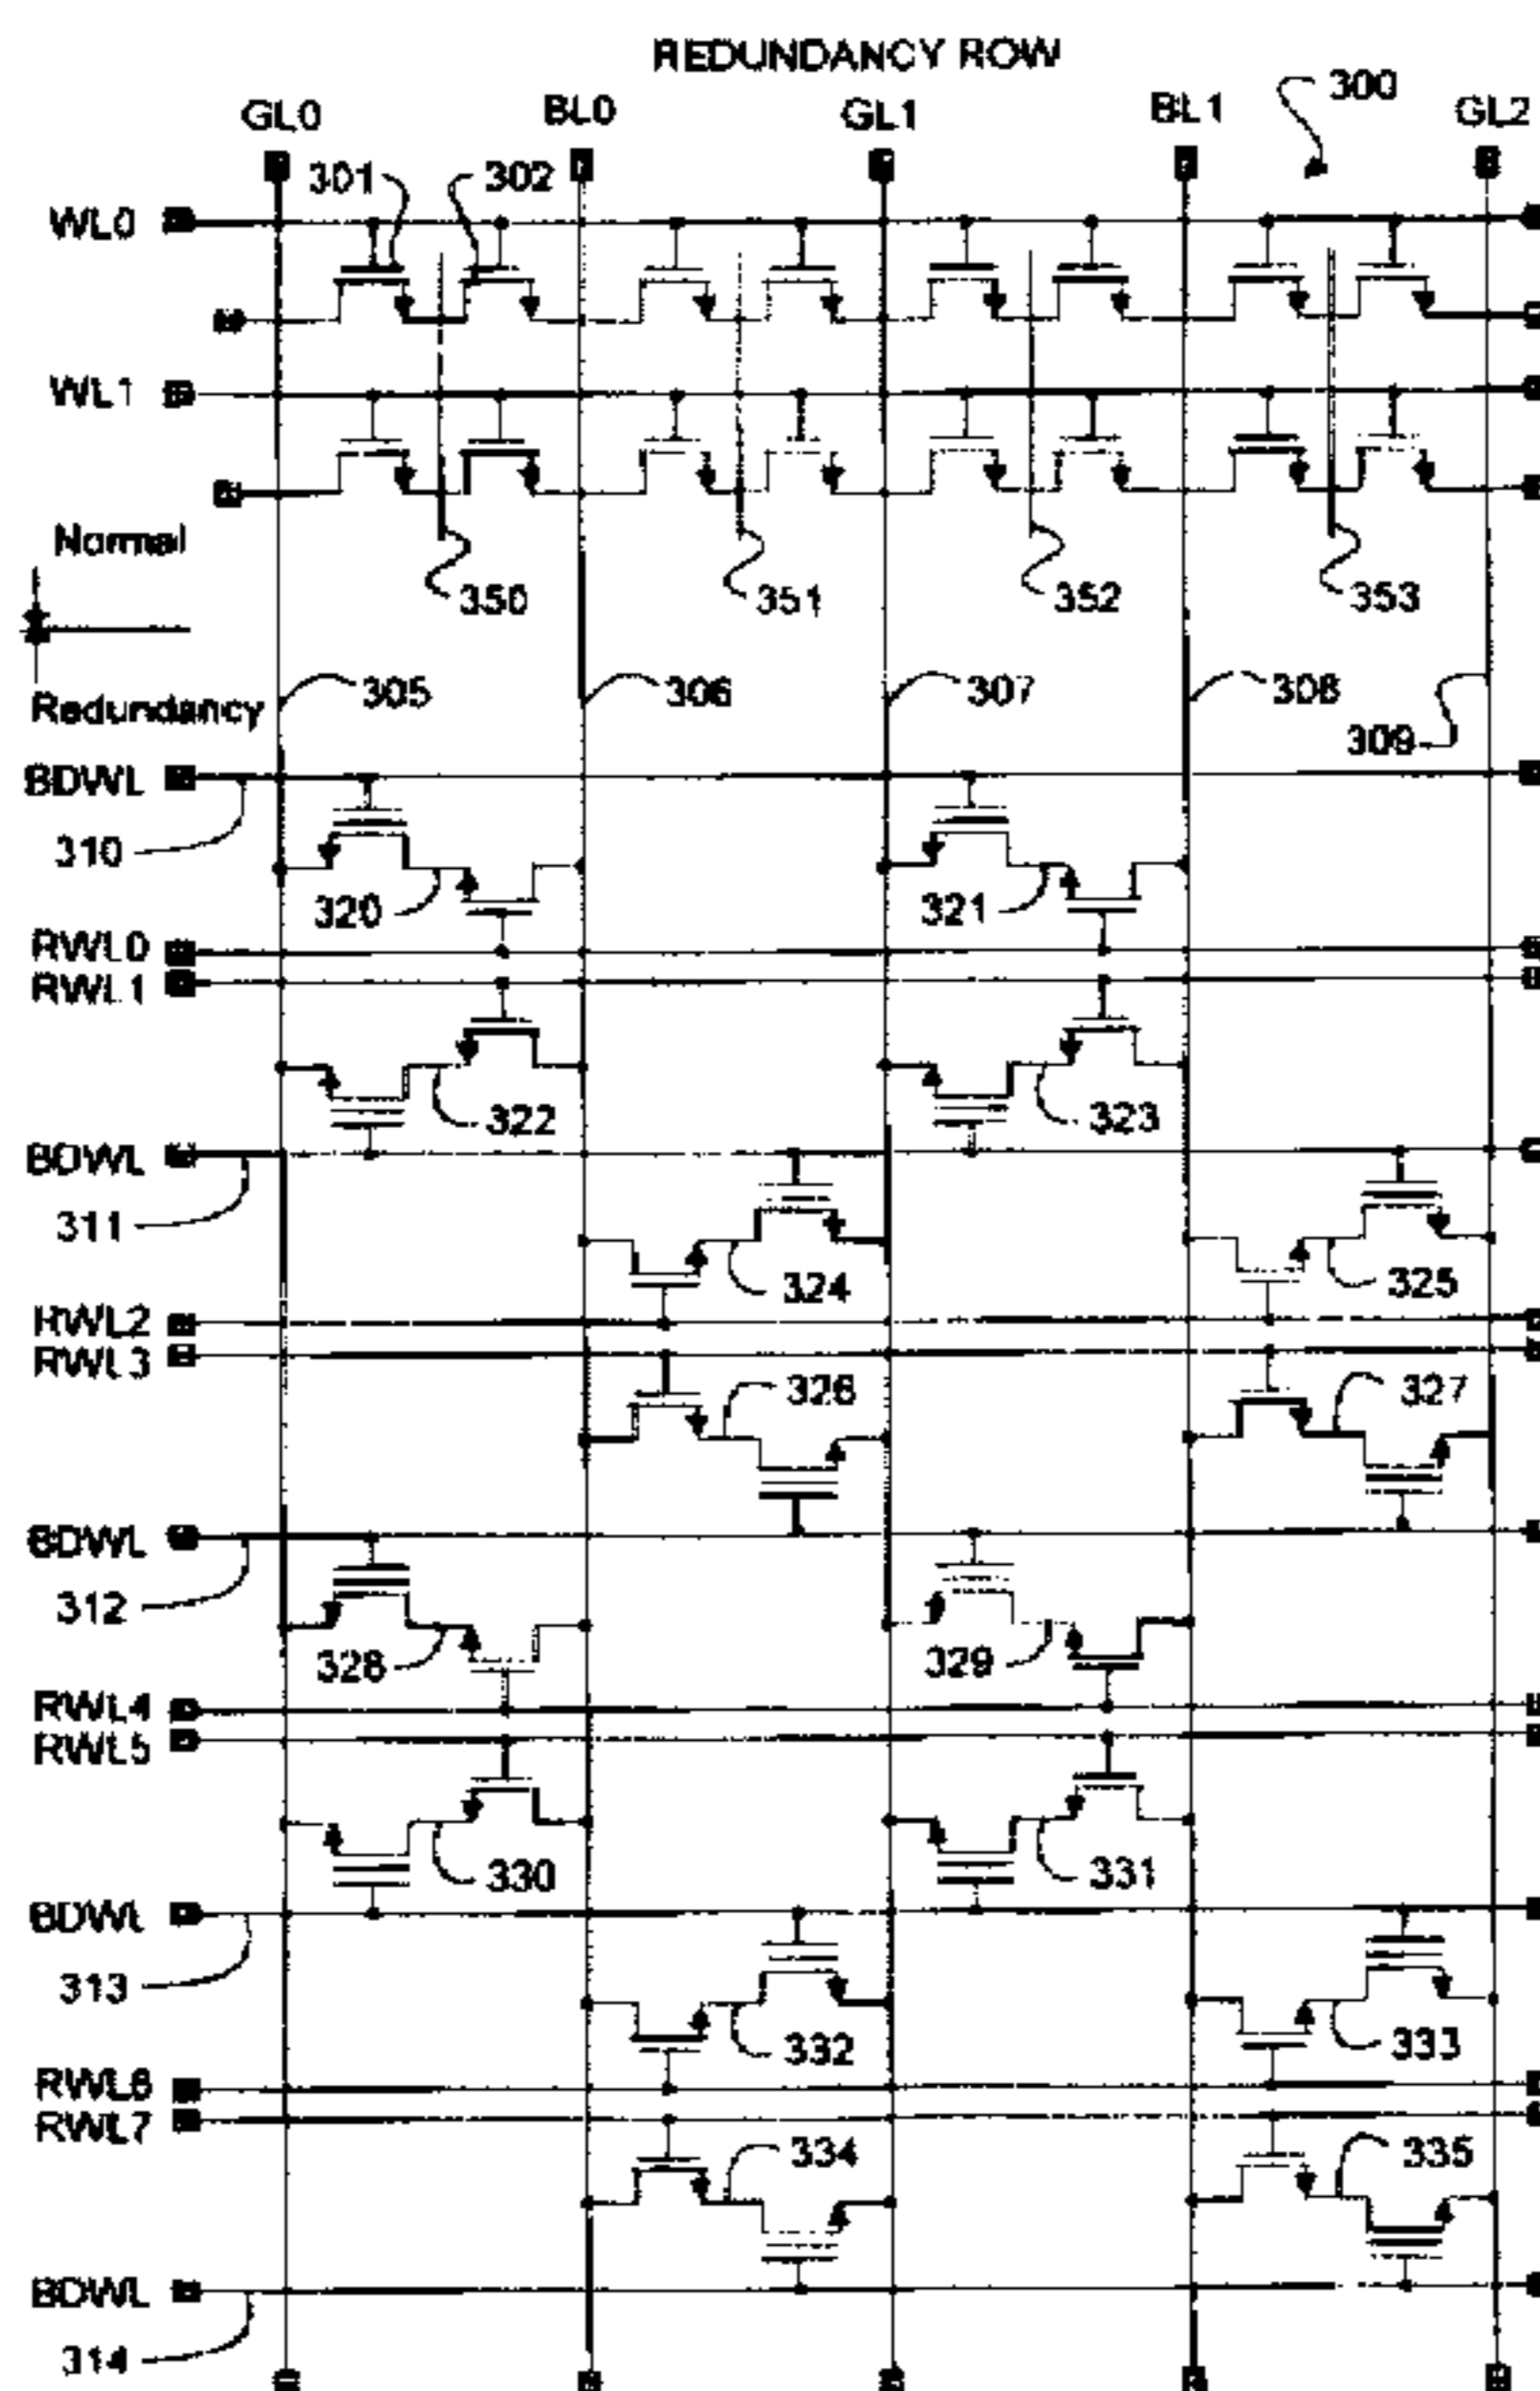 REDUNDANCY ROW
300
GL0 BL0 GL1 BL1 GL2
301 302
WL0
WL1
Normal
350 351 352 353
Redundancy
305 306 307 308
309
BDWL
310
320 321
RWL0
RWL1
322 323
BDWL
311
324 325
RWL2
RWL3
326 327
BDWL
312
328 329
RWL4
RWL5
330 331
BDWL
313
332 333
RWL6
RWL7
334 335
BDWL
314